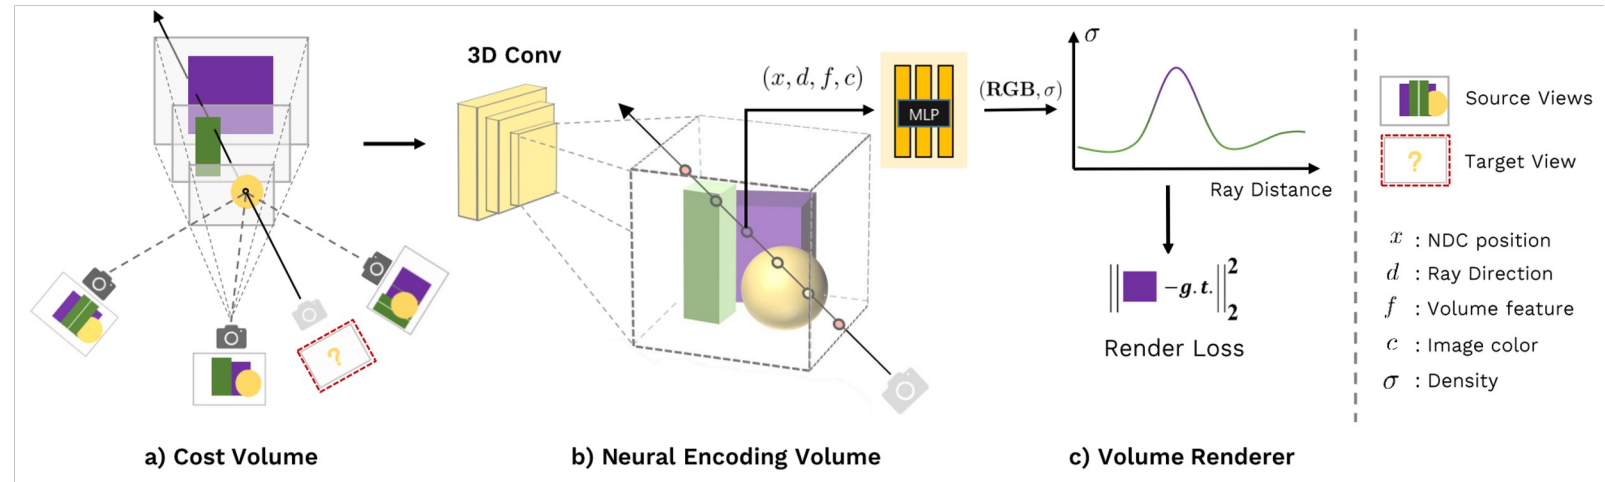 3D Conv
(x, d, f, c)
MLP
(RGB, σ)
σ
Ray Distance
|| −g.t.||₂²
Render Loss
?
a) Cost Volume
b) Neural Encoding Volume
c) Volume Renderer
Source Views
?
Target View
x : NDC position
d : Ray Direction
f : Volume feature
c : Image color
σ : Density